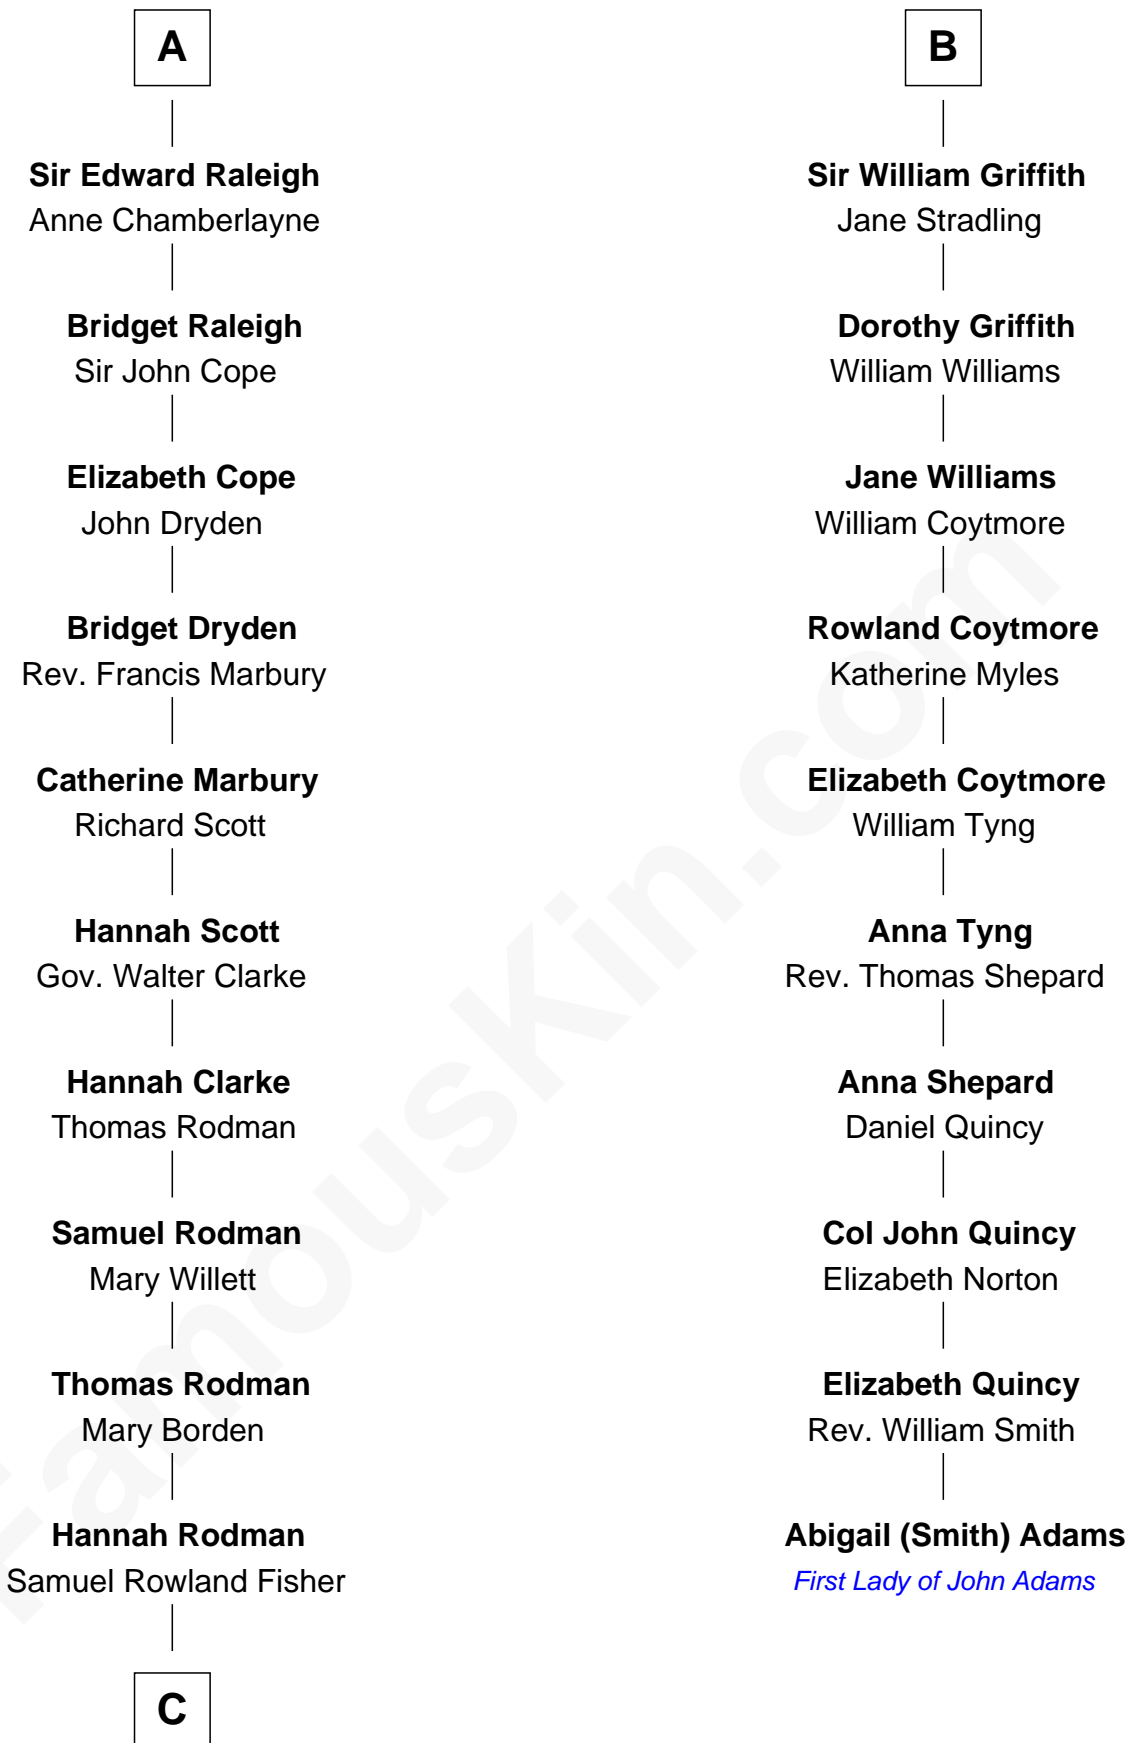 A
Sir Edward Raleigh
Anne Chamberlayne
Bridget Raleigh
Sir John Cope
Elizabeth Cope
John Dryden
Bridget Dryden
Rev. Francis Marbury
Catherine Marbury
Richard Scott
Hannah Scott
Gov. Walter Clarke
Hannah Clarke
Thomas Rodman
Samuel Rodman
Mary Willett
Thomas Rodman
Mary Borden
Hannah Rodman
Samuel Rowland Fisher
C
B
Sir William Griffith
Jane Stradling
Dorothy Griffith
William Williams
Jane Williams
William Coytmore
Rowland Coytmore
Katherine Myles
Elizabeth Coytmore
William Tyng
Anna Tyng
Rev. Thomas Shepard
Anna Shepard
Daniel Quincy
Col John Quincy
Elizabeth Norton
Elizabeth Quincy
Rev. William Smith
Abigail (Smith) Adams
First Lady of John Adams
FamousKin.com